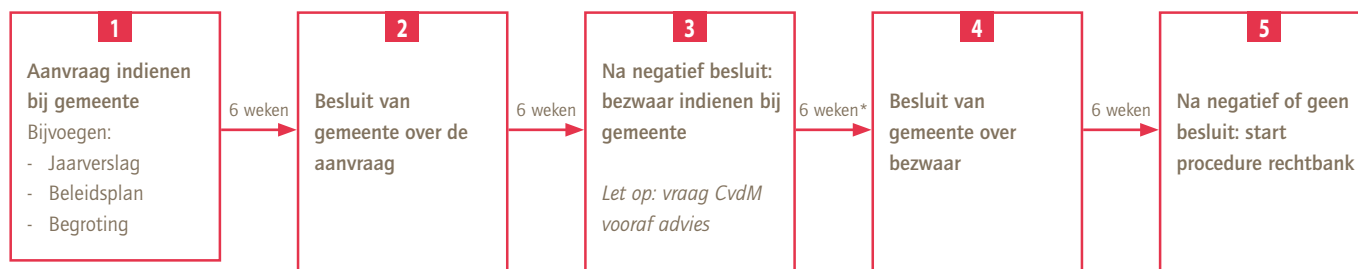 1
Aanvraag indienen
bij gemeente
Bijvoegen:
- Jaarverslag
- Beleidsplan
- Begroting
6 weken
2
Besluit van
gemeente over de
aanvraag
6 weken
3
Na negatief besluit:
bezwaar indienen bij
gemeente
Let op: vraag CvdM
vooraf advies
6 weken*
4
Besluit van
gemeente over
bezwaar
6 weken
5
Na negatief of geen
besluit: start
procedure rechtbank